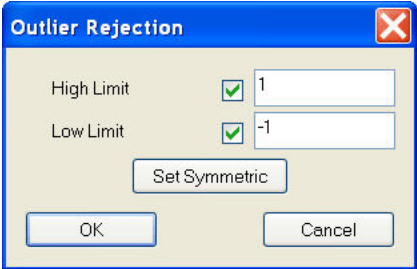 Outlier Rejection
High Limit 1
Low Limit -1
Set Symmetric
OK Cancel